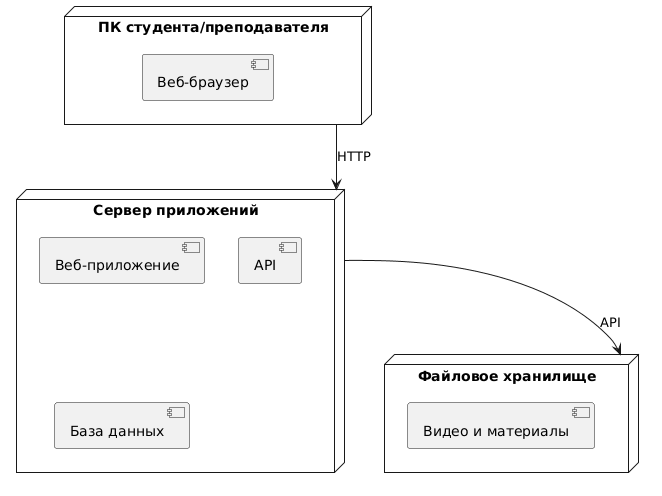 ПК студента/преподавателя
Веб-браузер
HTTP
Сервер приложений
Веб-приложение
API
API
Файловое хранилище
База данных
Видео и материалы